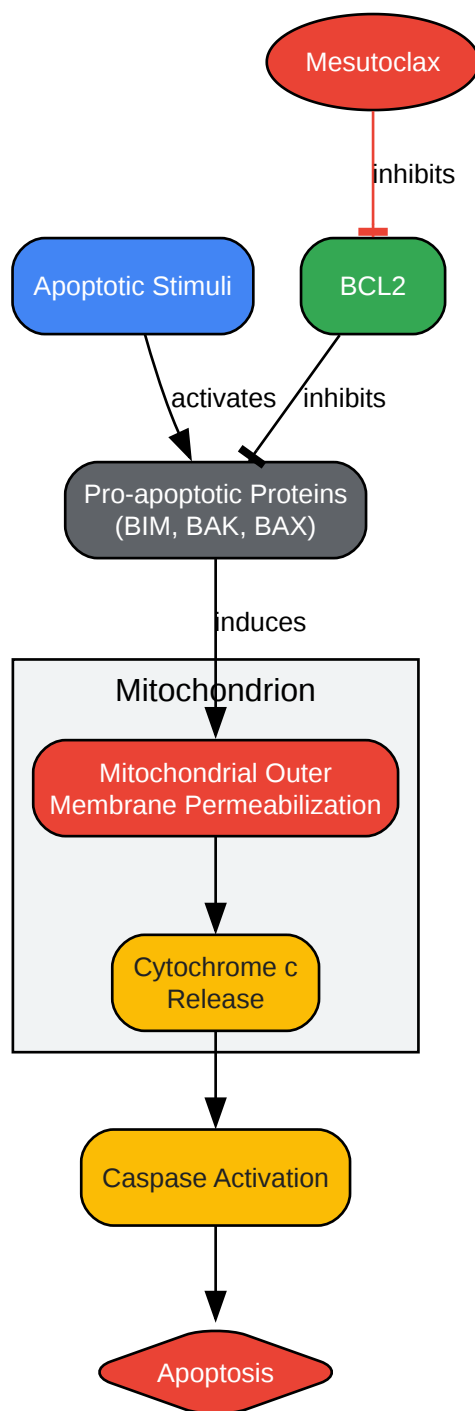 Mesutoclax
inhibits
Apoptotic Stimuli
BCL2
activates
inhibits
Pro-apoptotic Proteins
(BIM, BAK, BAX)
induces
Mitochondrion
Mitochondrial Outer
Membrane Permeabilization
Cytochrome c
Release
Caspase Activation
Apoptosis